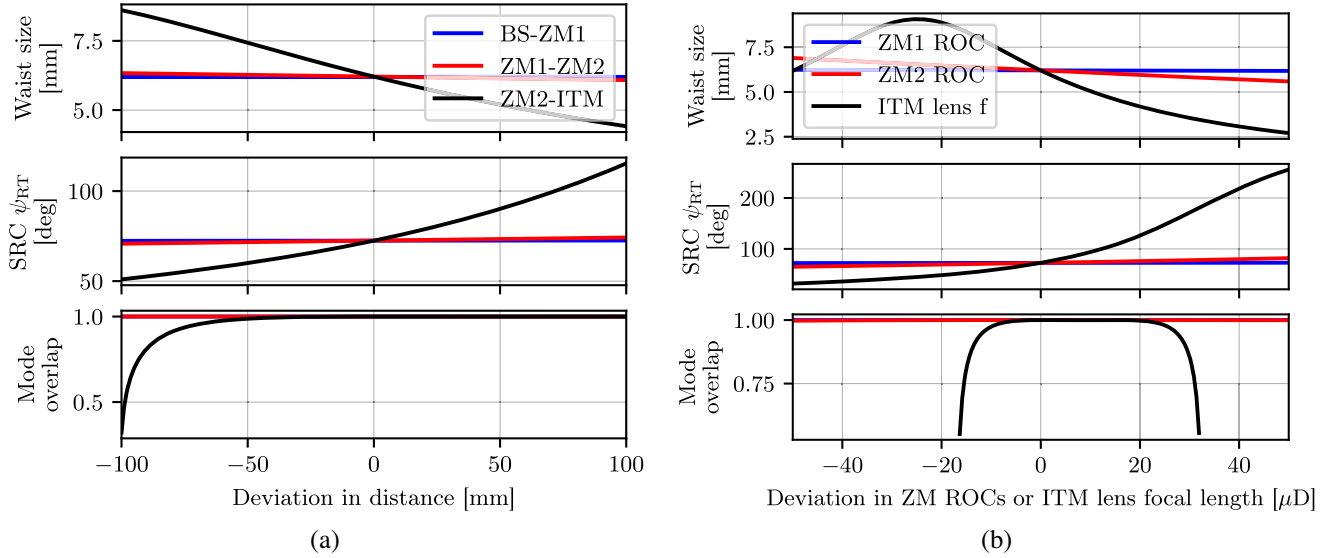 Waist size
[mm]
7.5
5.0
BS-ZM1
ZM1-ZM2
ZM2-ITM
SRC ψRT
[deg]
100
50
Mode
overlap
1.0
0.5
−100
−50
0
50
100
Deviation in distance [mm]
(a)
Waist size
[mm]
7.5
5.0
2.5
ZM1 ROC
ZM2 ROC
ITM lens f
SRC ψRT
[deg]
200
100
Mode
overlap
1.00
0.75
−40
−20
0
20
40
Deviation in ZM ROCs or ITM lens focal length [μD]
(b)